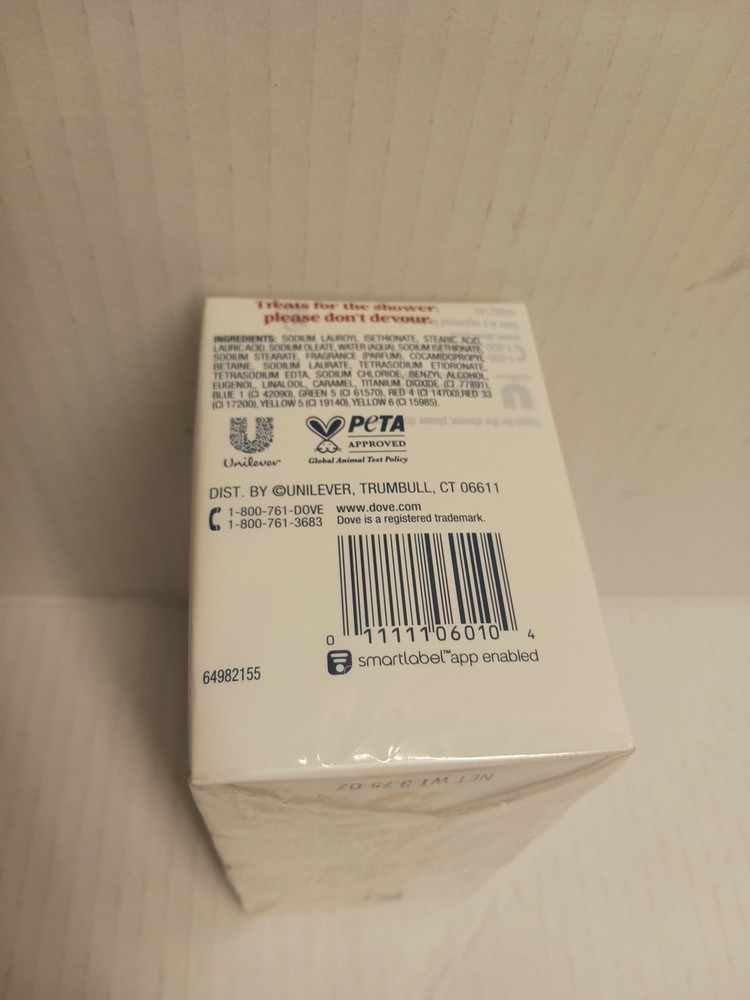 Treats for the shower,
please don't devour.
INGREDIENTS: SODIUM LAUROYL ISETHIONATE, STEARIC ACID,
LAURIC ACID, SODIUM OLEATE, WATER (AQUA), SODIUM ISETHIONATE,
SODIUM STEARATE, FRAGRANCE (PARFUM), COCAMIDOPROPYL
BETAINE, SODIUM LAURATE, TETRASODIUM ETIDRONATE,
TETRASODIUM EDTA, SODIUM CHLORIDE, BENZYL ALCOHOL,
EUGENOL, LINALOOL, CARAMEL, TITANIUM DIOXIDE (CI 77891),
BLUE 1 (CI 42090), GREEN 5 (CI 61570), RED 4 (CI 14700),RED 33
(CI 17200), YELLOW 5 (CI 19140), YELLOW 6 (CI 15985).
Unilever
PETA
APPROVED
Global Animal Test Policy
DIST. BY ©UNILEVER, TRUMBULL, CT 06611
1-800-761-DOVE
1-800-761-3683
www.dove.com
Dove is a registered trademark.
0 11111 06010 4
smartlabel™ app enabled
64982155
NET WT 3.75 OZ